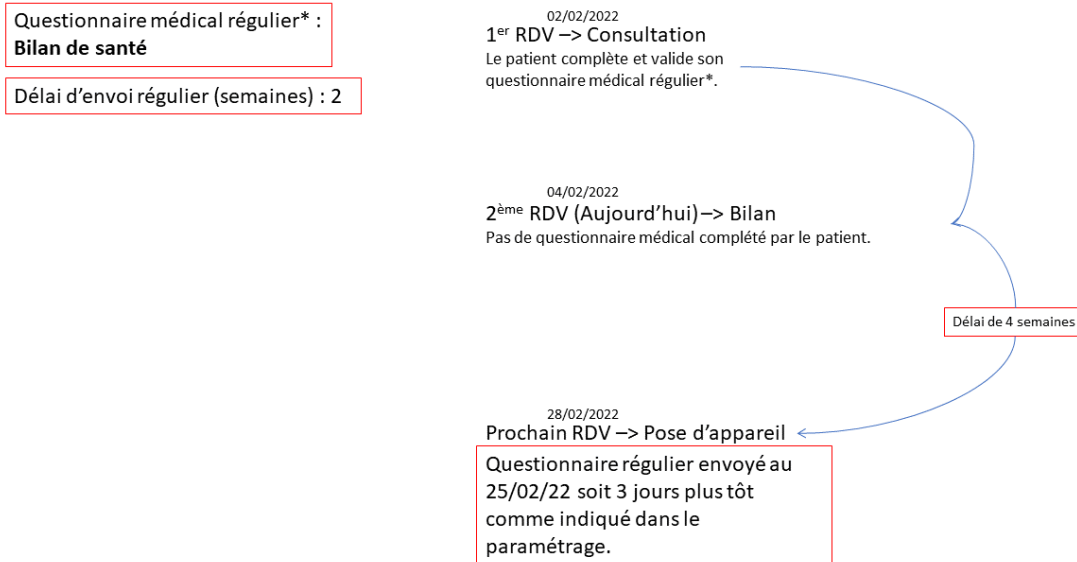 Questionnaire médical régulier* :
Bilan de santé
Délai d'envoi régulier (semaines) : 2
02/02/2022
1er RDV –> Consultation
Le patient complète et valide son
questionnaire médical régulier*.
04/02/2022
2ème RDV (Aujourd'hui) –> Bilan
Pas de questionnaire médical complété par le patient.
Délai de 4 semaines
28/02/2022
Prochain RDV –> Pose d'appareil
Questionnaire régulier envoyé au
25/02/22 soit 3 jours plus tôt
comme indiqué dans le
paramétrage.